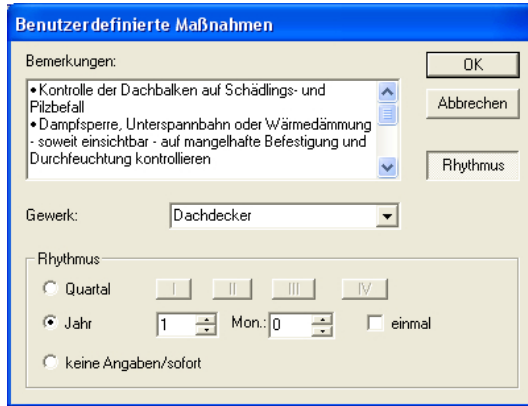 Benutzerdefinierte Maßnahmen
Bemerkungen:
• Kontrolle der Dachbalken auf Schädlings- und
Pilzbefall
• Dampfsperre, Unterspannbahn oder Wärmedämmung
- soweit einsichtbar - auf mangelhafte Befestigung und
Durchfeuchtung kontrollieren
OK
Abbrechen
Rhythmus
Gewerk: Dachdecker
Rhythmus
Quartal I II III IV
Jahr 1 Mon.: 0 einmal
keine Angaben/sofort